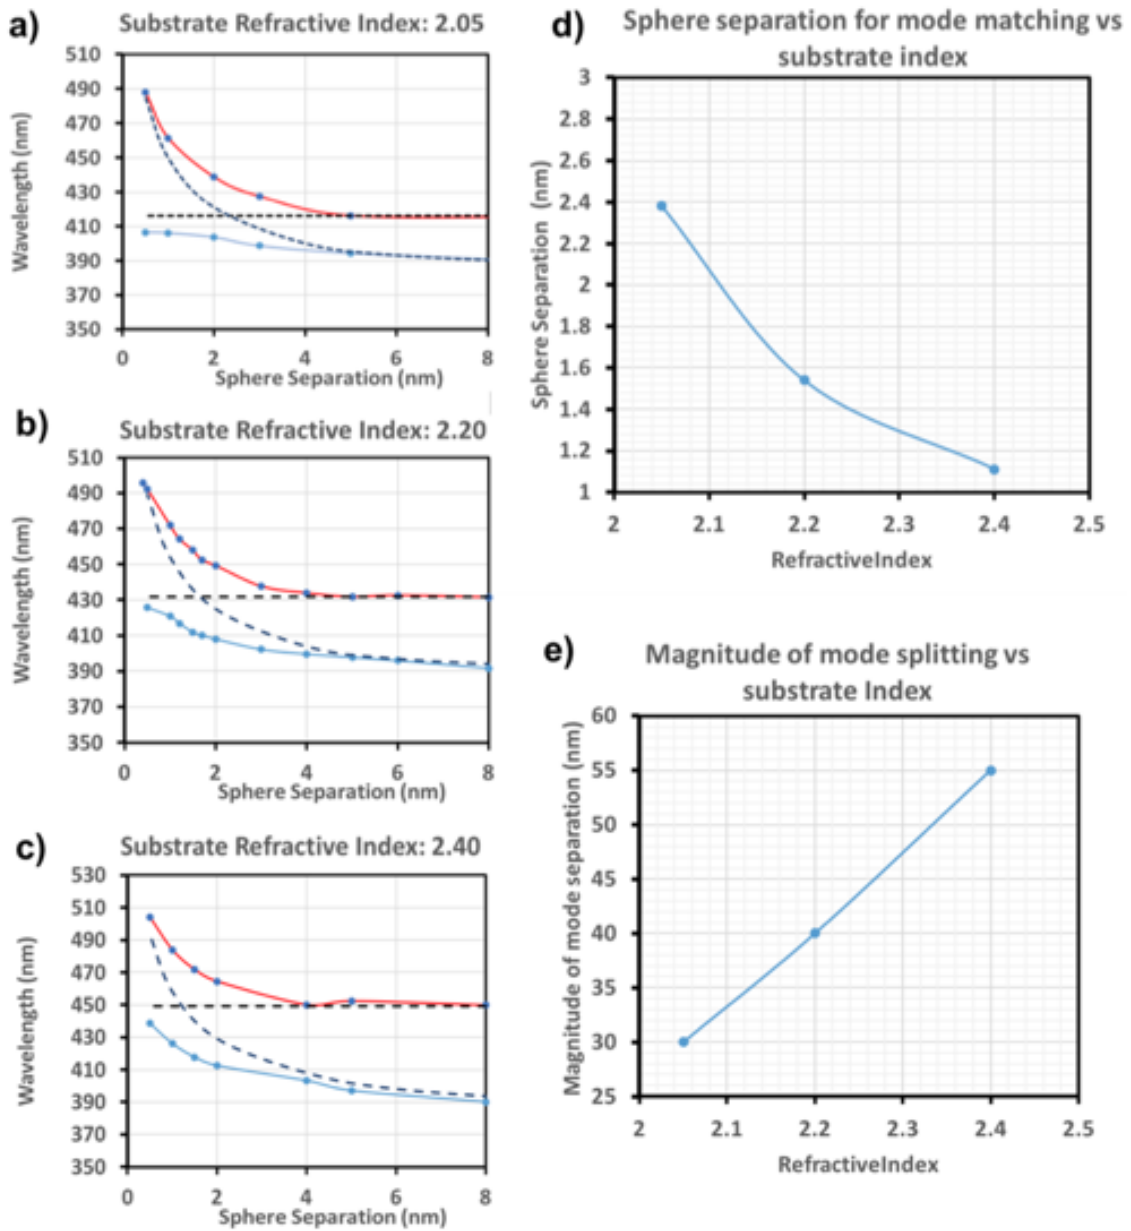 a)
Substrate Refractive Index: 2.05
510
490
470
450
430
410
390
370
350
Wavelength (nm)
0 2 4 6 8
Sphere Separation (nm)
b)
Substrate Refractive Index: 2.20
510
490
470
450
430
410
390
370
350
Wavelength (nm)
0 2 4 6 8
Sphere Separation (nm)
c)
Substrate Refractive Index: 2.40
530
510
490
470
450
430
410
390
370
350
Wavelength (nm)
0 2 4 6 8
Sphere Separation (nm)
d)
Sphere separation for mode matching vs
substrate index
3
2.8
2.6
2.4
2.2
2
1.8
1.6
1.4
1.2
1
Sphere Separation (nm)
2 2.1 2.2 2.3 2.4 2.5
RefractiveIndex
e)
Magnitude of mode splitting vs
substrate Index
60
55
50
45
40
35
30
25
Magnitude of mode separation (nm)
2 2.1 2.2 2.3 2.4 2.5
RefractiveIndex